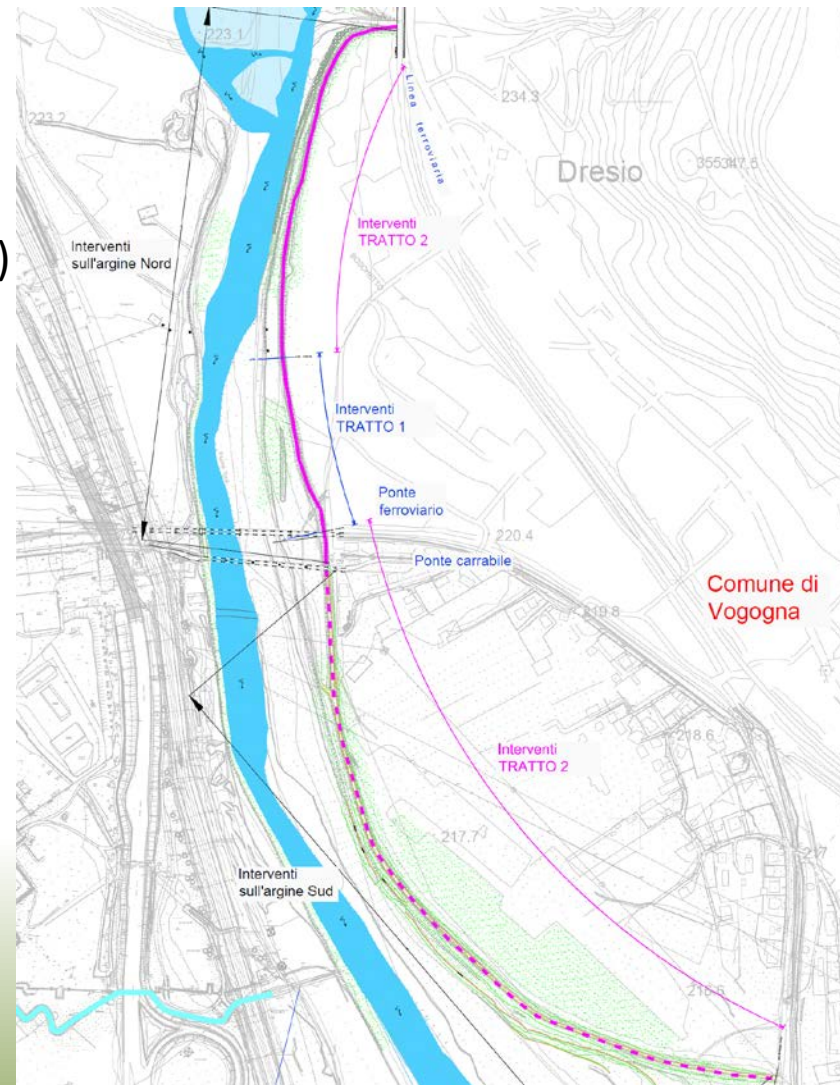 223.1
Linea ferroviaria
234.3
223.2
Dresio
)
Interventi
sull'argine Nord
Interventi
TRATTO 2
Interventi
TRATTO 1
Ponte
ferroviario
220.4
Ponte carrabile
Comune di
Vogogna
219.8
Interventi
TRATTO 2
218.6
217.7
Interventi
sull'argine Sud